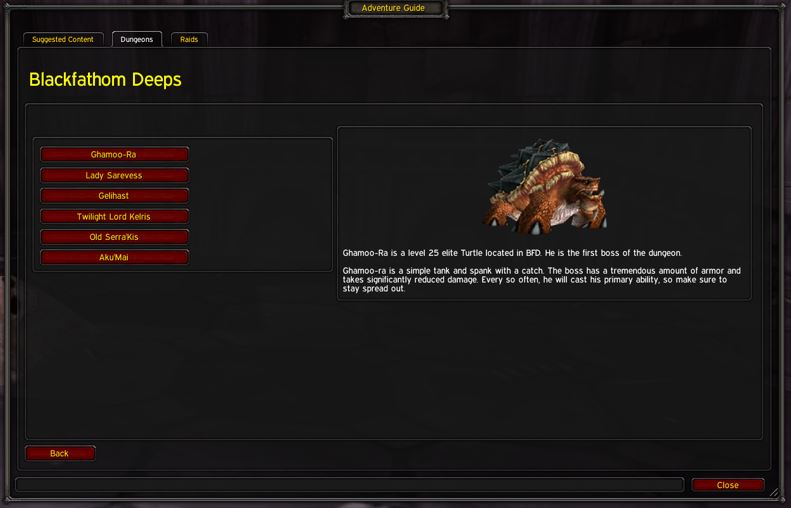 Adventure Guide
Suggested Content
Dungeons
Raids
Blackfathom Deeps
Ghamoo-Ra
Lady Sarevess
Gelihast
Twilight Lord Kelris
Old Serra'Kis
Aku'Mai
Ghamoo-Ra is a level 25 elite Turtle located in BFD. He is the first boss of the dungeon.
Ghamoo-ra is a simple tank and spank with a catch. The boss has a tremendous amount of armor and
takes significantly reduced damage. Every so often, he will cast his primary ability, so make sure to
stay spread out.
Back
Close